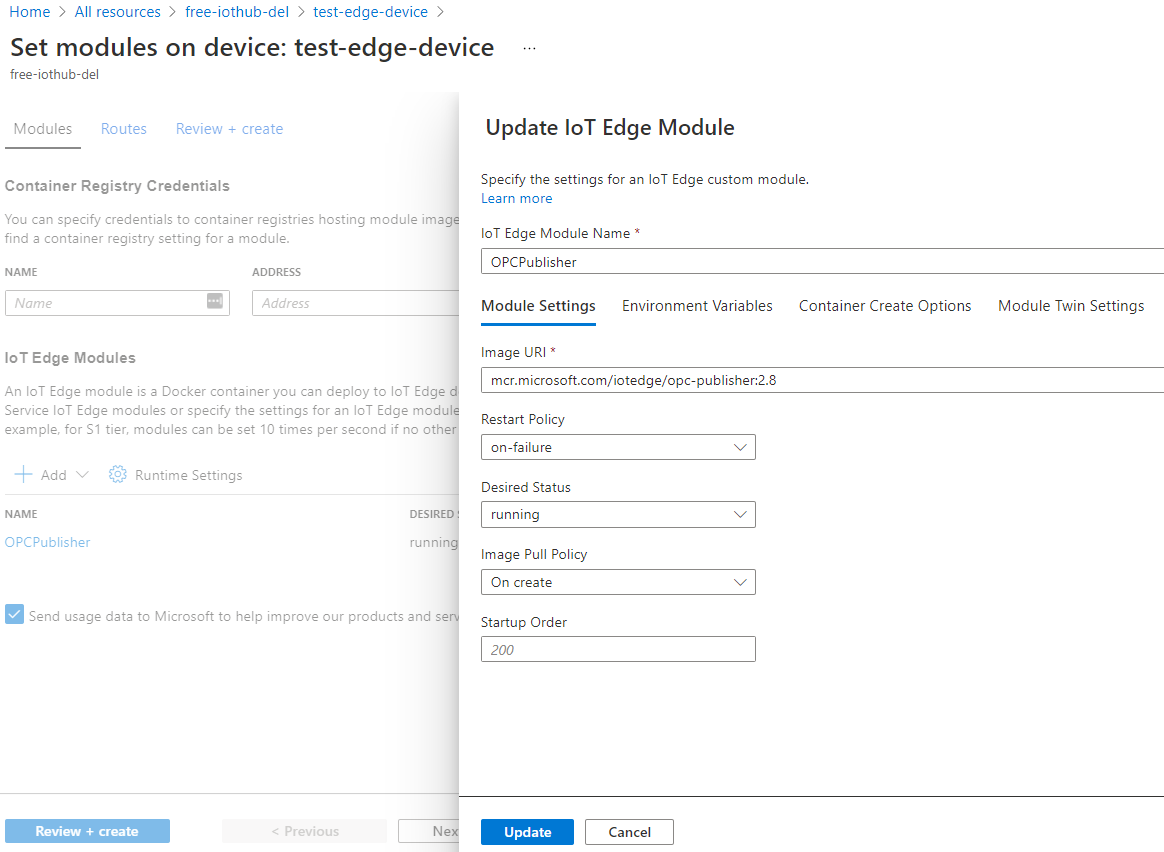 Home > All resources > free-iothub-del > test-edge-device >
Set modules on device: test-edge-device ...
free-iothub-del
Modules Routes Review + create
Container Registry Credentials
You can specify credentials to container registries hosting module image
find a container registry setting for a module.
NAME ADDRESS
Name Address
IoT Edge Modules
An IoT Edge module is a Docker container you can deploy to IoT Edge d
Service IoT Edge modules or specify the settings for an IoT Edge module
example, for S1 tier, modules can be set 10 times per second if no other
Add Runtime Settings
NAME DESIRED S
OPCPublisher running
Send usage data to Microsoft to help improve our products and serv
Review + create < Previous Nex
Update IoT Edge Module
Specify the settings for an IoT Edge custom module.
Learn more
IoT Edge Module Name *
OPCPublisher
Module Settings Environment Variables Container Create Options Module Twin Settings
Image URI *
mcr.microsoft.com/iotedge/opc-publisher:2.8
Restart Policy
on-failure
Desired Status
running
Image Pull Policy
On create
Startup Order
200
Update Cancel